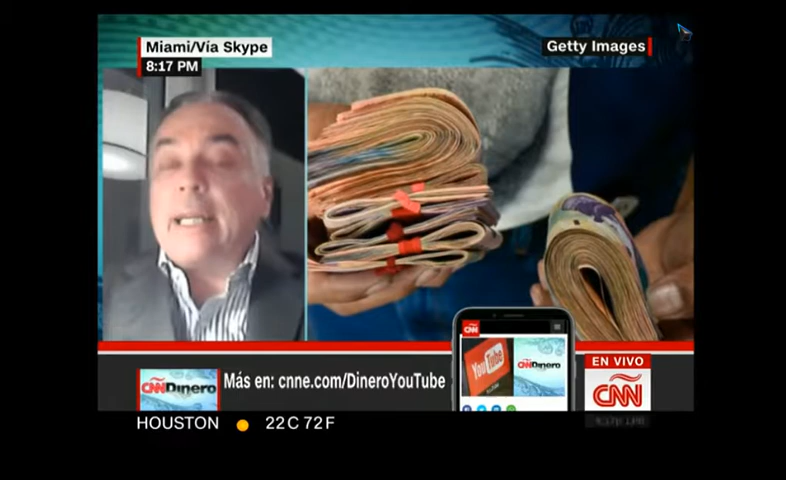 Miami/Vía Skype
8:17 PM
Getty Images
CNN
YouTube
CNNDinero
CNNDinero
Más en: cnne.com/DineroYouTube
EN VIVO
CNN
HOUSTON 22C 72F